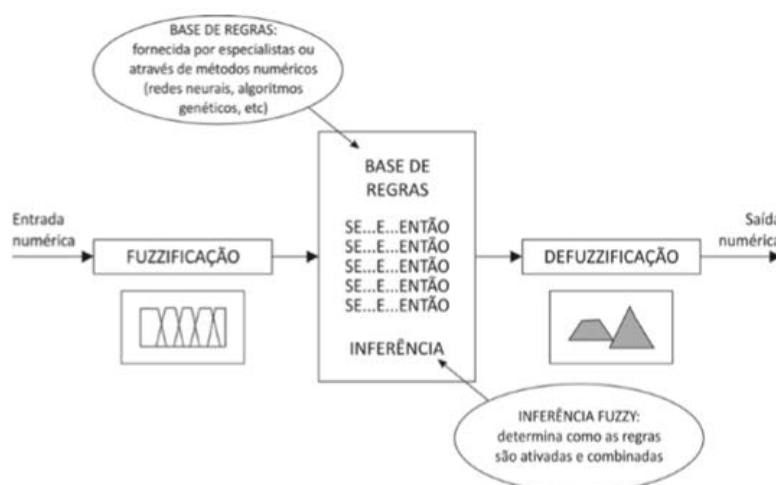 BASE DE REGRAS:
fornecida por especialistas ou
através de métodos numéricos
(redes neurais, algoritmos
genéticos, etc)
BASE DE
REGRAS
Entrada
numérica
FUZZIFICAÇÃO
SE...E...ENTÃO
SE...E...ENTÃO
SE...E...ENTÃO
SE...E...ENTÃO
SE...E...ENTÃO
INFERÊNCIA
DEFUZZIFICAÇÃO
Saída
numérica
INFERÊNCIA FUZZY:
determina como as regras
são ativadas e combinadas